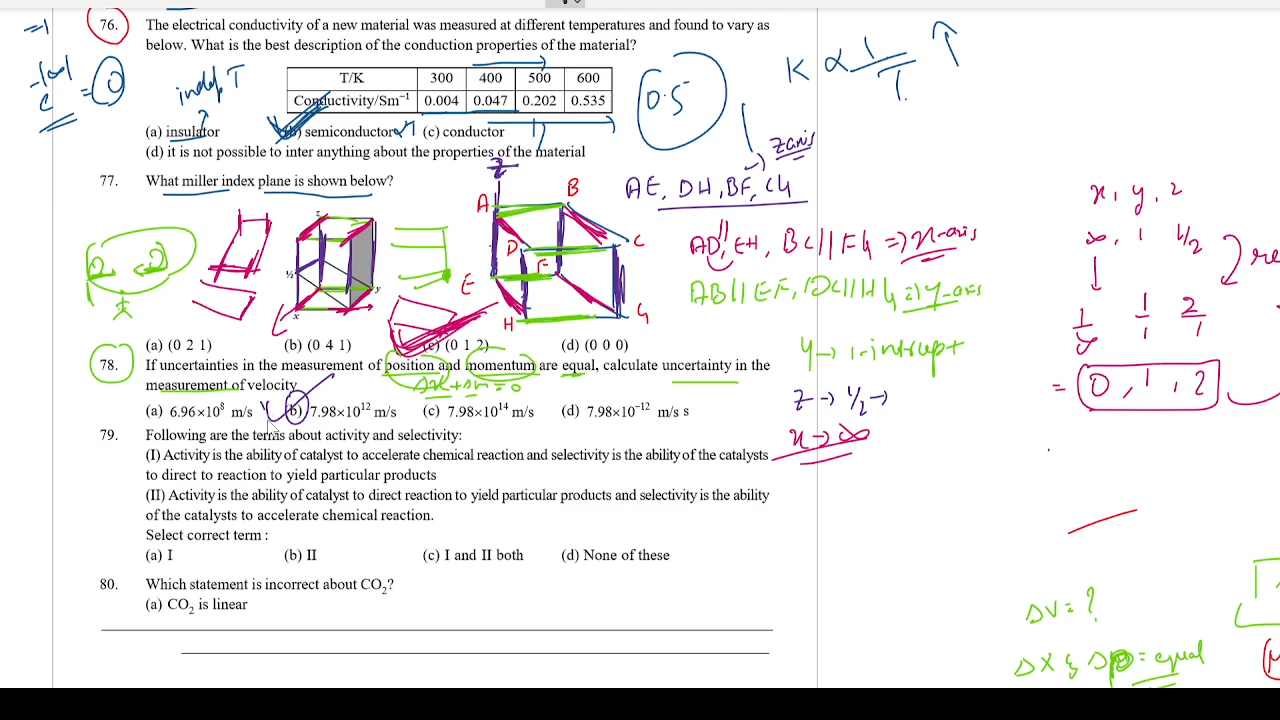 76. The electrical conductivity of a new material was measured at different temperatures and found to vary as
below. What is the best description of the conduction properties of the material?
T/K 300 400 500 600
Conductivity/Sm⁻¹ 0.004 0.047 0.202 0.535
(a) insulator (b) semiconductor (c) conductor
(d) it is not possible to inter anything about the properties of the material
0
indep. T
0.5
K ∝ 1/T ↑
77. What miller index plane is shown below?
z
½
x
y
Z
A B
D C
E F
H G
→ z axis
AE, DH, BF, CG
AD || EH, BC || FG ⇒ x-axis
AB || EF, DC || HG ⇒ y-axis
y → 1 - intrupt
z → 1/2 →
x → ∞
x, y, z
∞, 1 1/2
re
1/∞ 1/1 2/1
= 0, 1, 2
(a) (0 2 1) (b) (0 4 1) (c) (0 1 2) (d) (0 0 0)
78. If uncertainties in the measurement of position and momentum are equal, calculate uncertainty in the
measurement of velocity
(a) 6.96×10⁸ m/s (b) 7.98×10¹² m/s (c) 7.98×10¹⁴ m/s (d) 7.98×10⁻¹² m/s s
79. Following are the terms about activity and selectivity:
(I) Activity is the ability of catalyst to accelerate chemical reaction and selectivity is the ability of the catalysts
to direct to reaction to yield particular products
(II) Activity is the ability of catalyst to direct reaction to yield particular products and selectivity is the ability
of the catalysts to accelerate chemical reaction.
Select correct term :
(a) I (b) II (c) I and II both (d) None of these
80. Which statement is incorrect about CO₂?
(a) CO₂ is linear
ΔV = ?
ΔX & Δp = equal